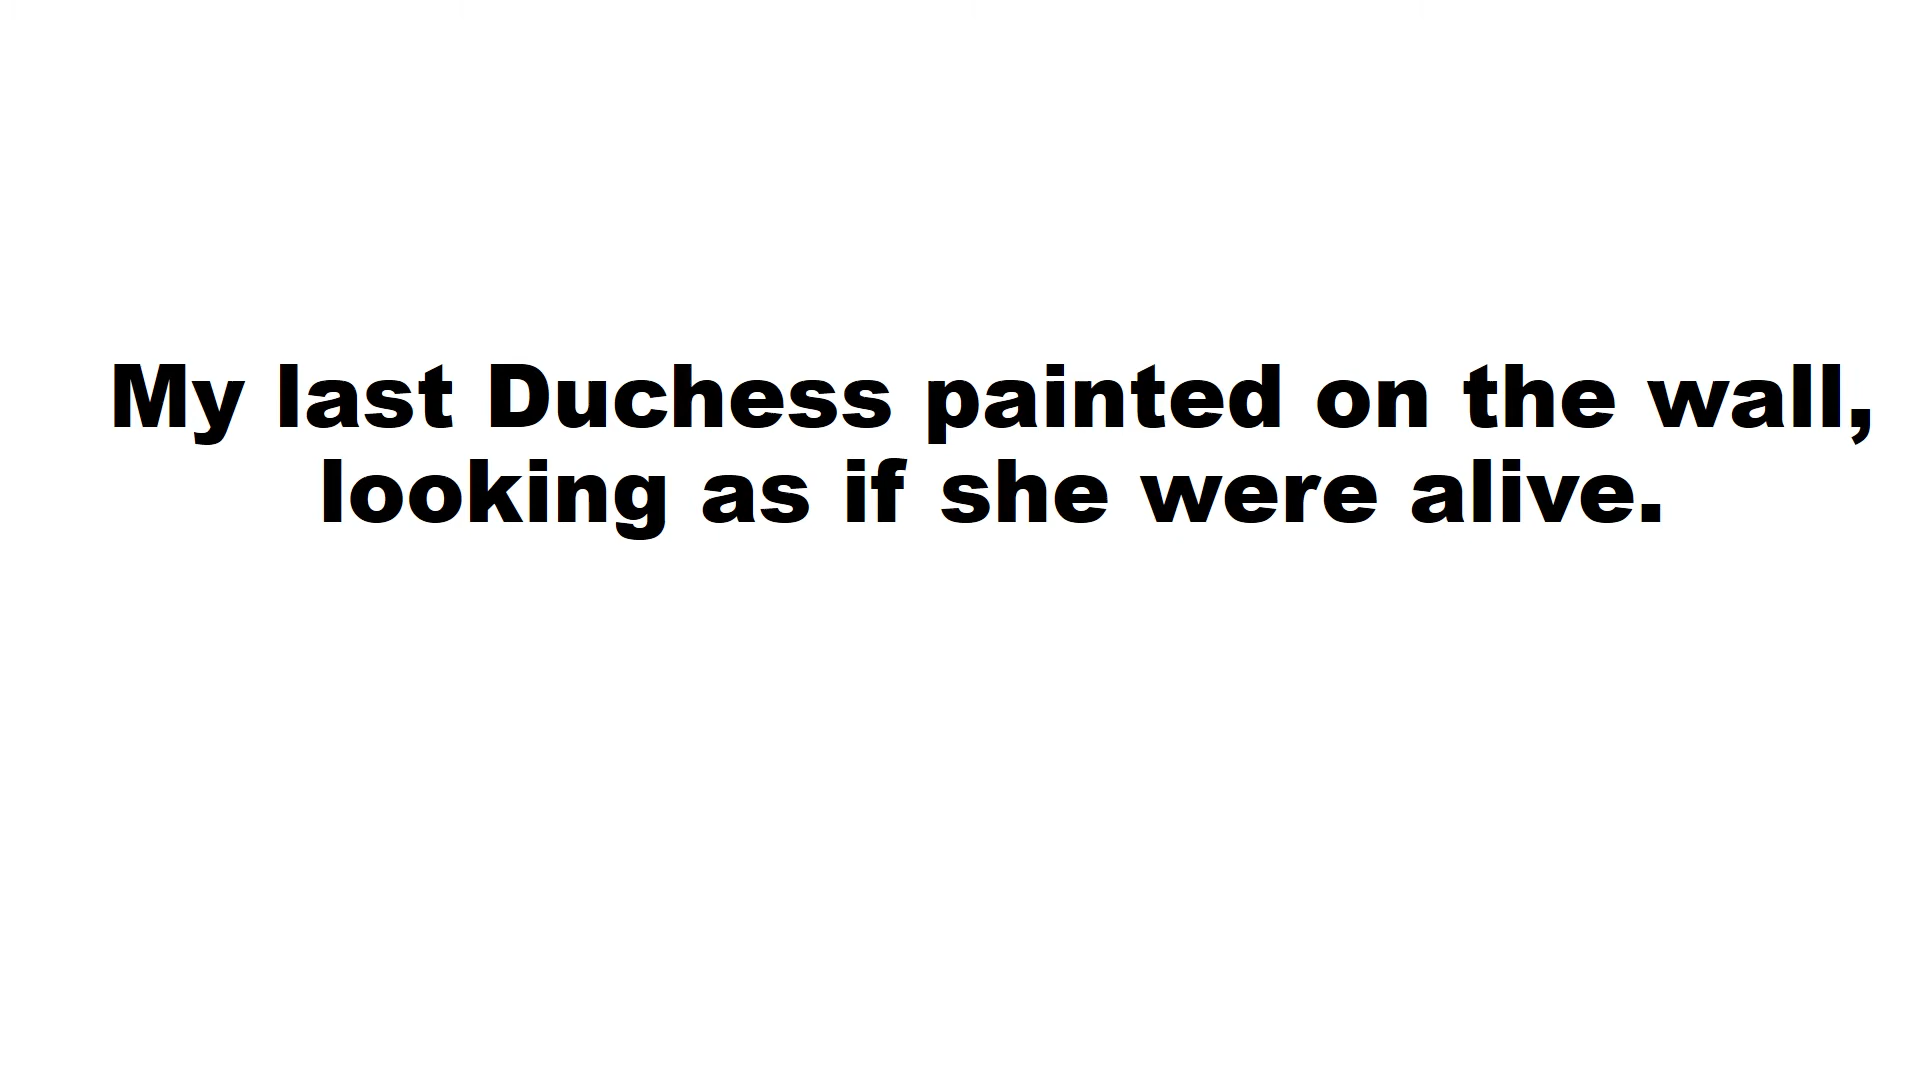 My last Duchess painted on the wall,
looking as if she were alive.